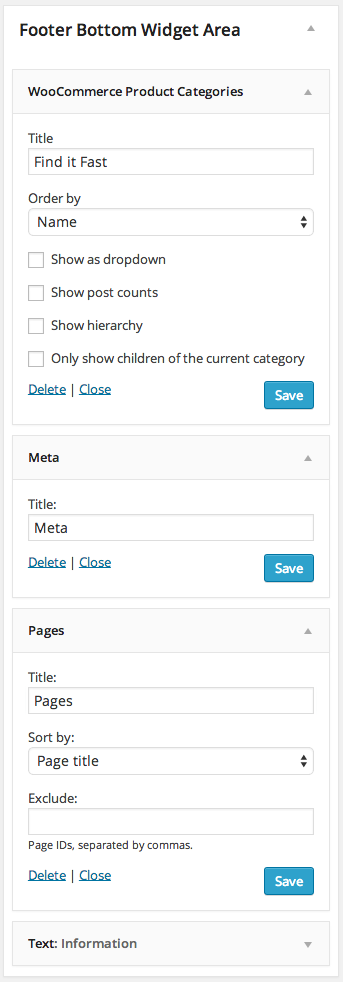 Footer Bottom Widget Area
WooCommerce Product Categories
Title
Find it Fast
Order by
Name
Show as dropdown
Show post counts
Show hierarchy
Only show children of the current category
Delete | Close
Save
Meta
Title:
Meta
Delete | Close
Save
Pages
Title:
Pages
Sort by:
Page title
Exclude:
Page IDs, separated by commas.
Delete | Close
Save
Text: Information